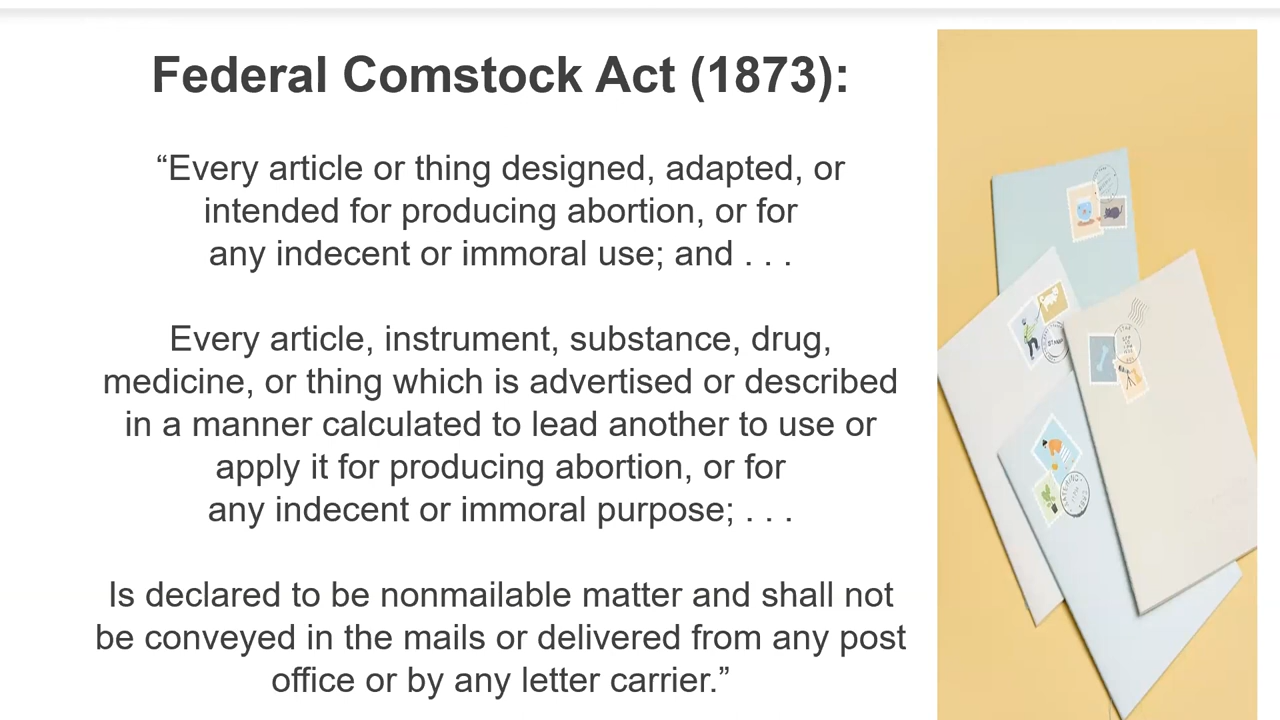 Federal Comstock Act (1873):
“Every article or thing designed, adapted, or
intended for producing abortion, or for
any indecent or immoral use; and . . .
Every article, instrument, substance, drug,
medicine, or thing which is advertised or described
in a manner calculated to lead another to use or
apply it for producing abortion, or for
any indecent or immoral purpose; . . .
Is declared to be nonmailable matter and shall not
be conveyed in the mails or delivered from any post
office or by any letter carrier.”